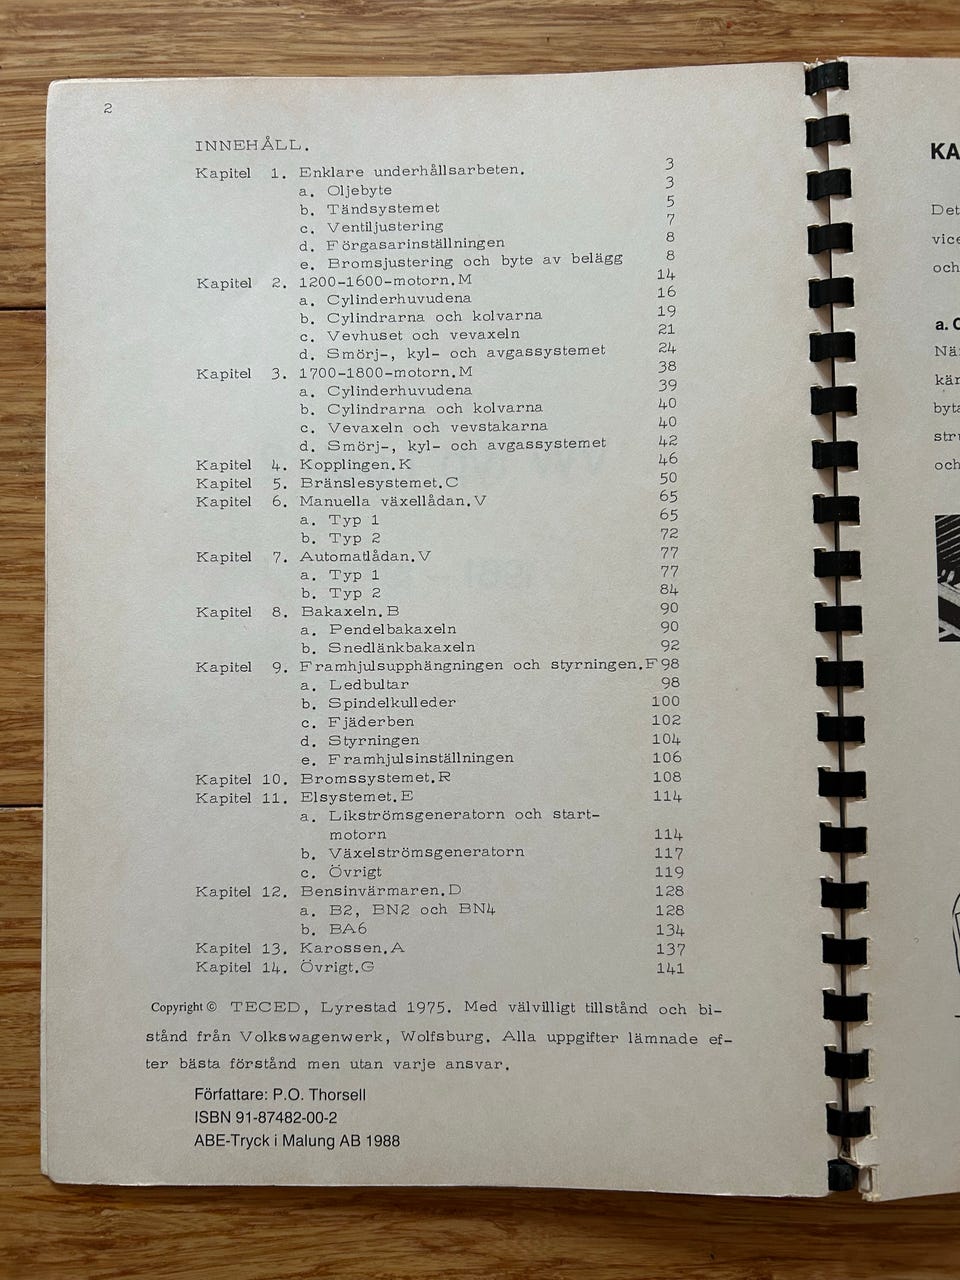 2
INNEHÅLL.
Kapitel 1. Enklare underhållsarbeten. 3
a. Oljebyte 3
b. Tändsystemet 5
c. Ventiljustering 7
d. Förgasarinställningen 8
e. Bromsjustering och byte av belägg 8
Kapitel 2. 1200-1600-motorn.M 14
a. Cylinderhuvudena 16
b. Cylindrarna och kolvarna 19
c. Vevhuset och vevaxeln 21
d. Smörj-, kyl- och avgassystemet 24
Kapitel 3. 1700-1800-motorn.M 38
a. Cylinderhuvudena 39
b. Cylindrarna och kolvarna 40
c. Vevaxeln och vevstakarna 40
d. Smörj-, kyl- och avgassystemet 42
Kapitel 4. Kopplingen.K 46
Kapitel 5. Bränslesystemet.C 50
Kapitel 6. Manuella växellådan.V 65
a. Typ 1 65
b. Typ 2 72
Kapitel 7. Automatlådan.V 77
a. Typ 1 77
b. Typ 2 84
Kapitel 8. Bakaxeln.B 90
a. Pendelbakaxeln 90
b. Snedlänkbakaxeln 92
Kapitel 9. Framhjulsupphängningen och styrningen.F 98
a. Ledbultar 98
b. Spindelkulleder 100
c. Fjäderben 102
d. Styrningen 104
e. Framhjulsinställningen 106
Kapitel 10. Bromssystemet.R 108
Kapitel 11. Elsystemet.E 114
a. Likströmsgeneratorn och start-
motorn 114
b. Växelströmsgeneratorn 117
c. Övrigt 119
Kapitel 12. Bensinvärmaren.D 128
a. B2, BN2 och BN4 128
b. BA6 134
Kapitel 13. Karossen.A 137
Kapitel 14. Övrigt.G 141
Copyright © TECED, Lyrestad 1975. Med välvilligt tillstånd och bi-
stånd från Volkswagenwerk, Wolfsburg. Alla uppgifter lämnade ef-
ter bästa förstånd men utan varje ansvar.
Författare: P.O. Thorsell
ISBN 91-87482-00-2
ABE-Tryck i Malung AB 1988
KA
Det
vice
och
a.
kär
byta
och